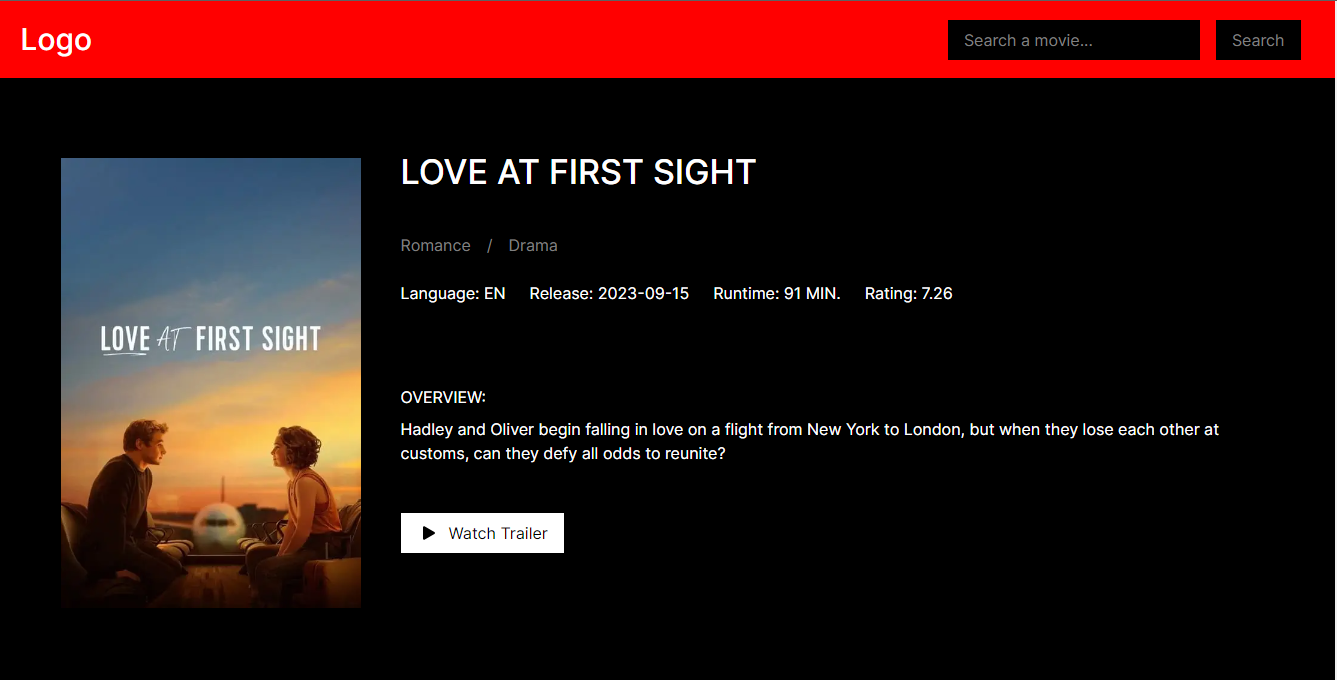 Logo
Search a movie...
Search
LOVE AT FIRST SIGHT
LOVE AT FIRST SIGHT
Romance / Drama
Language: EN Release: 2023-09-15 Runtime: 91 MIN. Rating: 7.26
OVERVIEW:
Hadley and Oliver begin falling in love on a flight from New York to London, but when they lose each other at
customs, can they defy all odds to reunite?
Watch Trailer